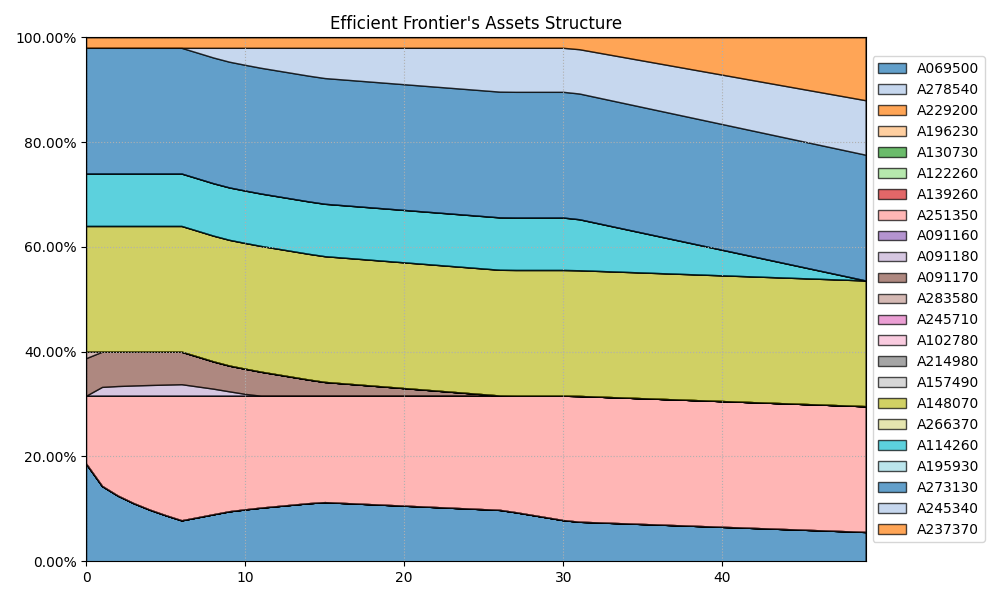 Efficient Frontier's Assets Structure
100.00%
80.00%
60.00%
40.00%
20.00%
0.00%
0
10
20
30
40
A069500
A278540
A229200
A196230
A130730
A122260
A139260
A251350
A091160
A091180
A091170
A283580
A245710
A102780
A214980
A157490
A148070
A266370
A114260
A195930
A273130
A245340
A237370